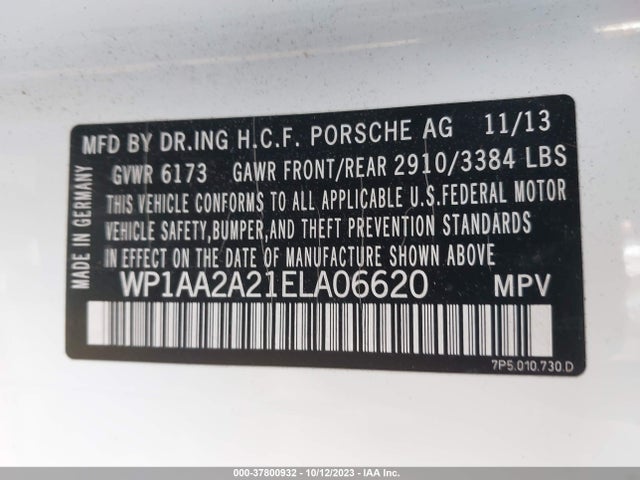 MFD BY DR.ING H.C.F. PORSCHE AG 11/13
GVWR 6173 GAWR FRONT/REAR 2910/3384 LBS
THIS VEHICLE CONFORMS TO ALL APPLICABLE U.S.FEDERAL MOTOR
VEHICLE SAFETY,BUMPER,AND THEFT PREVENTION STANDARDS
IN EFFECT ON THE DATE OF MANUFACTURE SHOWN ABOVE
WP1AA2A21ELA06620 MPV
MADE IN GERMANY
7P5.010.730.D
000-37800932 - 10/12/2023 - IAA Inc.